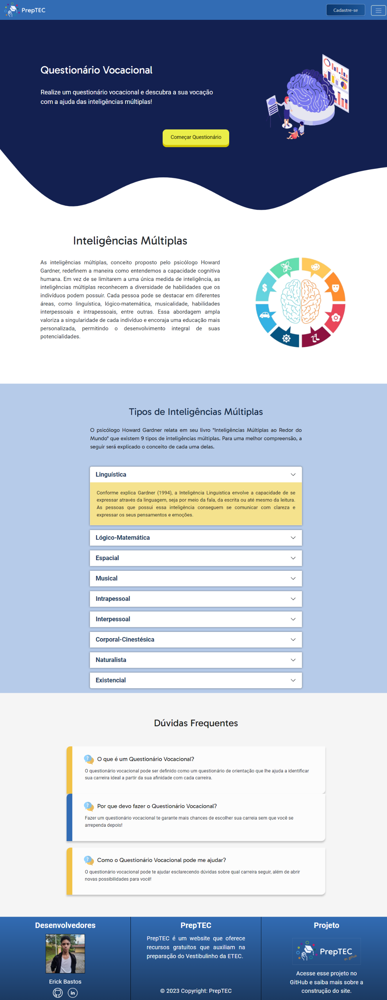 PrepTEC
Cadastre-se
Questionário Vocacional
Realize um questionário vocacional e descubra a sua vocação
com a ajuda das inteligências múltiplas!
Começar Questionário
Inteligências Múltiplas
As inteligências múltiplas, conceito proposto pelo psicólogo Howard
Gardner, redefinem a maneira como entendemos a capacidade cognitiva
humana. Em vez de se limitarem a uma única medida de inteligência, as
inteligências múltiplas reconhecem a diversidade de habilidades que os
indivíduos podem possuir. Cada pessoa pode se destacar em diferentes
áreas, como linguística, lógico-matemática, musicalidade, habilidades
interpessoais e intrapessoais, entre outras. Essa abordagem ampla
valoriza a singularidade de cada indivíduo e encoraja uma educação mais
personalizada, permitindo o desenvolvimento integral de suas
potencialidades.
$
Tipos de Inteligências Múltiplas
O psicólogo Howard Gardner relata em seu livro "Inteligências Múltiplas ao Redor do
Mundo" que existem 9 tipos de inteligências múltiplas. Para uma melhor compreensão, a
seguir será explicado o conceito de cada uma delas.
Linguística
Conforme explica Gardner (1994), a Inteligência Linguística envolve a capacidade de se
expressar através da linguagem, seja por meio da fala, da escrita ou até mesmo da leitura.
As pessoas que possui essa inteligência conseguem se comunicar com clareza e
expressar os seus pensamentos e emoções.
Lógico-Matemática
Espacial
Musical
Intrapessoal
Interpessoal
Corporal-Cinestésica
Naturalista
Existencial
Dúvidas Frequentes
? O que é um Questionário Vocacional?
O questionário vocacional pode ser definido como um questionário de orientação que lhe ajuda a identificar
sua carreira ideal a partir da sua afinidade com cada carreira.
? Por que devo fazer o Questionário Vocacional?
Fazer um questionário vocacional te garante mais chances de escolher sua carreia sem que você se
arrependa depois!
? Como o Questionário Vocacional pode me ajudar?
O questionário vocacional pode te ajudar esclarecendo dúvidas sobre qual carreira seguir, além de abrir
novas possibilidades para você!
Desenvolvedores
Erick Bastos
in
PrepTEC
PrepTEC é um website que oferece
recursos gratuitos que auxiliam na
preparação do Vestibulinho da ETEC.
© 2023 Copyright: PrepTEC
Projeto
PrepTEC
on github
Acesse esse projeto no
GitHub e saiba mais sobre a
construção do site.